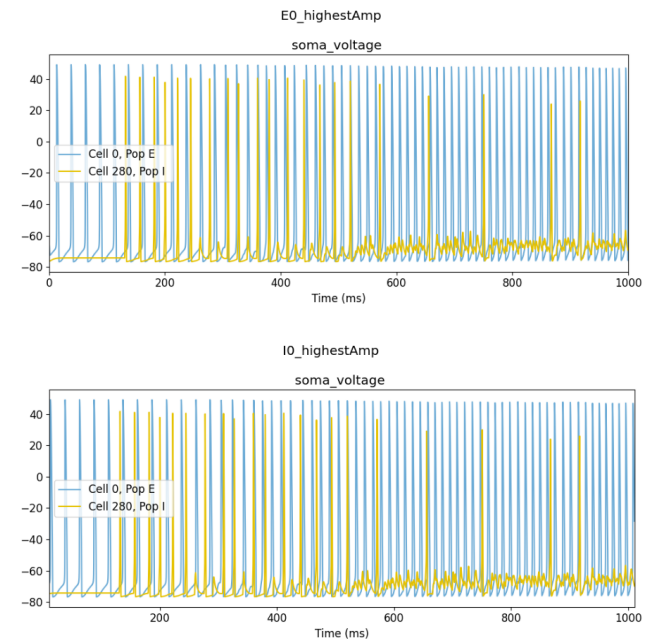 E0_highestAmp
soma_voltage
40
20
0
−20
−40
−60
−80
Cell 0, Pop E
Cell 280, Pop I
0 200 400 600 800 1000
Time (ms)
I0_highestAmp
soma_voltage
40
20
0
−20
−40
−60
−80
Cell 0, Pop E
Cell 280, Pop I
200 400 600 800 1000
Time (ms)